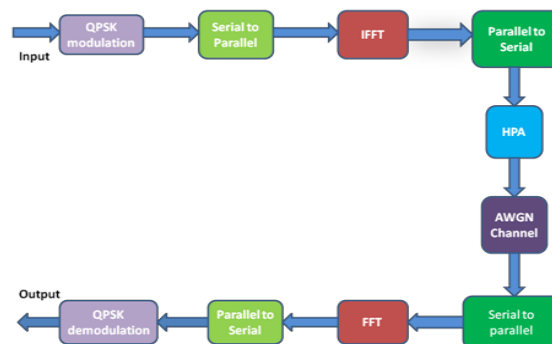 Input
QPSK
modulation
Serial to
Parallel
IFFT
Parallel to
Serial
HPA
AWGN
Channel
Serial to
parallel
FFT
Parallel to
Serial
QPSK
demodulation
Output